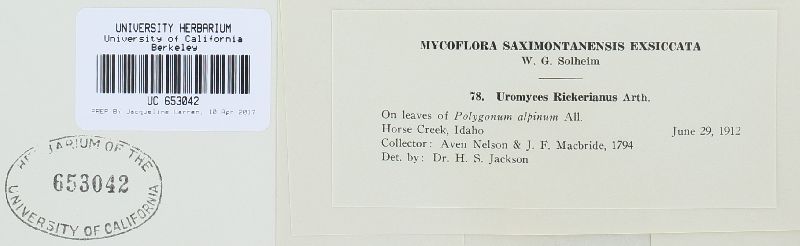 UNIVERSITY HERBARIUM
University of California
Berkeley
UC 653042
PREP BY Jacqueline 10 Apr 2017
HERBARIUM OF THE
653042
UNIVERSITY OF CALIFORNIA
MYCOFLORA SAXIMONTANENSIS EXSICCATA
W. G. Solheim
78. Uromyces Rickerianus Arth.
On leaves of Polygonum alpinum All.
Horse Creek, Idaho June 29, 1912
Collector: Aven Nelson & J. F. Macbride, 1794
Det. by: Dr. H. S. Jackson